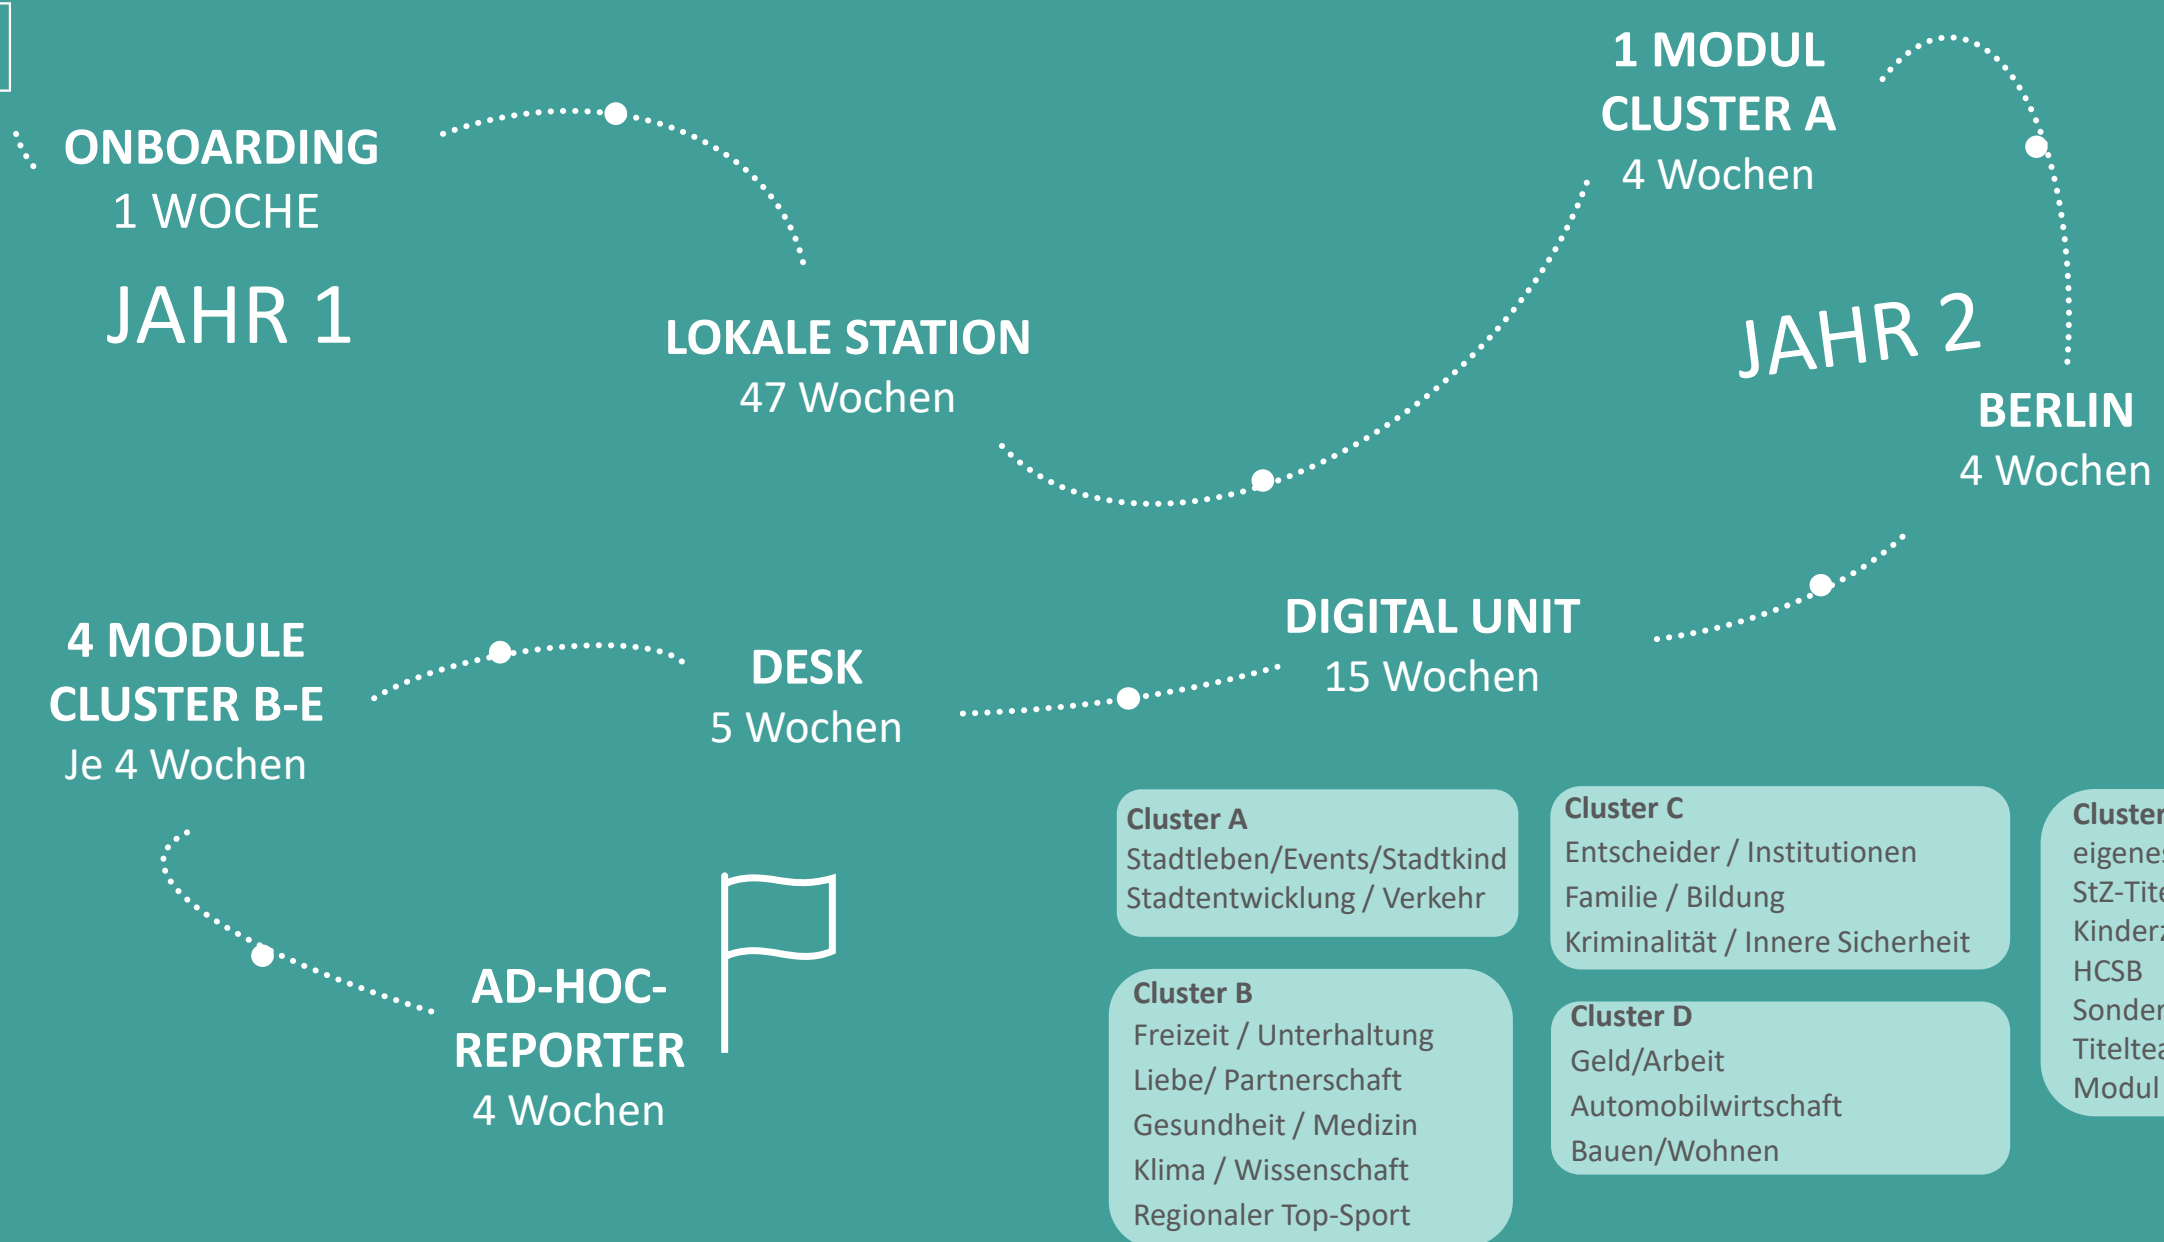 ONBOARDING
1 WOCHE
JAHR 1
LOKALE STATION
47 Wochen
1 MODUL
CLUSTER A
4 Wochen
JAHR 2
BERLIN
4 Wochen
DIGITAL UNIT
15 Wochen
DESK
5 Wochen
4 MODULE
CLUSTER B-E
Je 4 Wochen
AD-HOC-
REPORTER
4 Wochen
Cluster A
Stadtleben/Events/Stadtkind
Stadtentwicklung / Verkehr
Cluster B
Freizeit / Unterhaltung
Liebe/ Partnerschaft
Gesundheit / Medizin
Klima / Wissenschaft
Regionaler Top-Sport
Cluster C
Entscheider / Institutionen
Familie / Bildung
Kriminalität / Innere Sicherheit
Cluster D
Geld/Arbeit
Automobilwirtschaft
Bauen/Wohnen
Cluster
HCSB
Modul